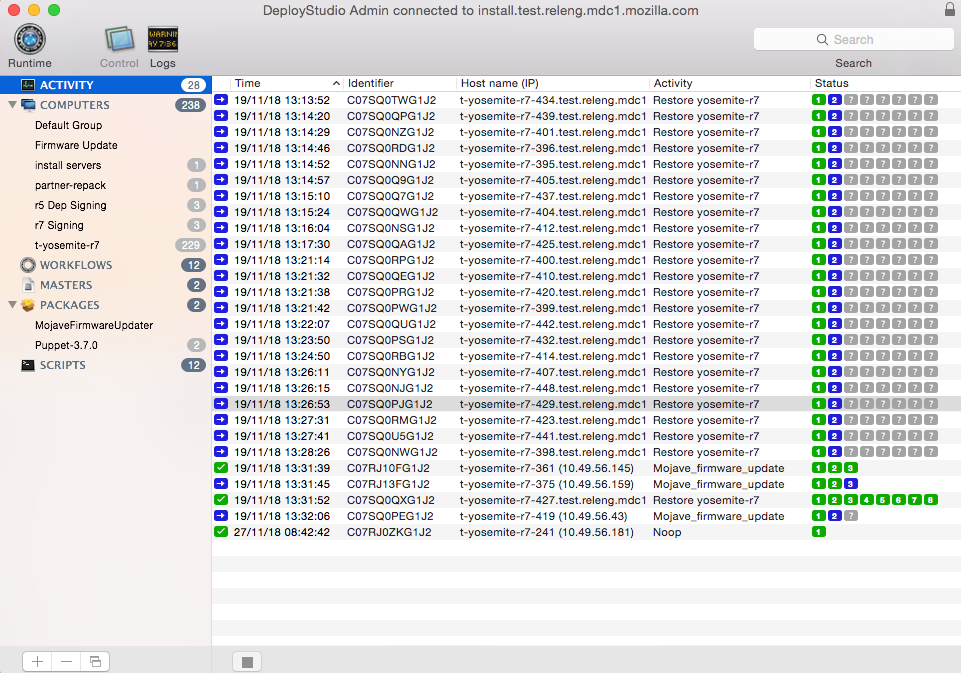 DeployStudio Admin connected to install.test.releng.mdc1.mozilla.com
WARNIN
AY 7:36
Search
Runtime Control Logs Search
ACTIVITY 28
COMPUTERS 238
Default Group
Firmware Update
install servers 1
partner-repack 1
r5 Dep Signing 3
r7 Signing 3
t-yosemite-r7 229
WORKFLOWS 12
MASTERS 2
PACKAGES 2
MojaveFirmwareUpdater
Puppet-3.7.0 2
SCRIPTS 12
Time Identifier Host name (IP) Activity Status
19/11/18 13:13:52 C07SQ0TWG1J2 t-yosemite-r7-434.test.releng.mdc1 Restore yosemite-r7 1 2 ? ? ? ? ? ?
19/11/18 13:14:20 C07SQ0QPG1J2 t-yosemite-r7-439.test.releng.mdc1 Restore yosemite-r7 1 2 ? ? ? ? ? ?
19/11/18 13:14:29 C07SQ0NZG1J2 t-yosemite-r7-401.test.releng.mdc1 Restore yosemite-r7 1 2 ? ? ? ? ? ?
19/11/18 13:14:46 C07SQ0RDG1J2 t-yosemite-r7-396.test.releng.mdc1 Restore yosemite-r7 1 2 ? ? ? ? ? ?
19/11/18 13:14:52 C07SQ0NNG1J2 t-yosemite-r7-395.test.releng.mdc1 Restore yosemite-r7 1 2 ? ? ? ? ? ?
19/11/18 13:14:57 C07SQ0Q9G1J2 t-yosemite-r7-405.test.releng.mdc1 Restore yosemite-r7 1 2 ? ? ? ? ? ?
19/11/18 13:15:10 C07SQ0Q7G1J2 t-yosemite-r7-437.test.releng.mdc1 Restore yosemite-r7 1 2 ? ? ? ? ? ?
19/11/18 13:15:24 C07SQ0QWG1J2 t-yosemite-r7-404.test.releng.mdc1 Restore yosemite-r7 1 2 ? ? ? ? ? ?
19/11/18 13:16:04 C07SQ0NSG1J2 t-yosemite-r7-412.test.releng.mdc1 Restore yosemite-r7 1 2 ? ? ? ? ? ?
19/11/18 13:17:30 C07SQ0QAG1J2 t-yosemite-r7-425.test.releng.mdc1 Restore yosemite-r7 1 2 ? ? ? ? ? ?
19/11/18 13:21:14 C07SQ0RPG1J2 t-yosemite-r7-400.test.releng.mdc1 Restore yosemite-r7 1 2 ? ? ? ? ? ?
19/11/18 13:21:32 C07SQ0QEG1J2 t-yosemite-r7-410.test.releng.mdc1 Restore yosemite-r7 1 2 ? ? ? ? ? ?
19/11/18 13:21:38 C07SQ0PRG1J2 t-yosemite-r7-420.test.releng.mdc1 Restore yosemite-r7 1 2 ? ? ? ? ? ?
19/11/18 13:21:42 C07SQ0PWG1J2 t-yosemite-r7-399.test.releng.mdc1 Restore yosemite-r7 1 2 ? ? ? ? ? ?
19/11/18 13:22:07 C07SQ0QUG1J2 t-yosemite-r7-442.test.releng.mdc1 Restore yosemite-r7 1 2 ? ? ? ? ? ?
19/11/18 13:23:50 C07SQ0PSG1J2 t-yosemite-r7-432.test.releng.mdc1 Restore yosemite-r7 1 2 ? ? ? ? ? ?
19/11/18 13:24:50 C07SQ0RBG1J2 t-yosemite-r7-414.test.releng.mdc1 Restore yosemite-r7 1 2 ? ? ? ? ? ?
19/11/18 13:26:11 C07SQ0NYG1J2 t-yosemite-r7-407.test.releng.mdc1 Restore yosemite-r7 1 2 ? ? ? ? ? ?
19/11/18 13:26:15 C07SQ0NJG1J2 t-yosemite-r7-448.test.releng.mdc1 Restore yosemite-r7 1 2 ? ? ? ? ? ?
19/11/18 13:26:53 C07SQ0PJG1J2 t-yosemite-r7-429.test.releng.mdc1 Restore yosemite-r7 1 2 ? ? ? ? ? ?
19/11/18 13:27:31 C07SQ0RMG1J2 t-yosemite-r7-423.test.releng.mdc1 Restore yosemite-r7 1 2 ? ? ? ? ? ?
19/11/18 13:27:41 C07SQ0U5G1J2 t-yosemite-r7-441.test.releng.mdc1 Restore yosemite-r7 1 2 ? ? ? ? ? ?
19/11/18 13:28:26 C07SQ0NWG1J2 t-yosemite-r7-398.test.releng.mdc1 Restore yosemite-r7 1 2 ? ? ? ? ? ?
19/11/18 13:31:39 C07RJ10FG1J2 t-yosemite-r7-361 (10.49.56.145) Mojave_firmware_update 1 2 3
19/11/18 13:31:45 C07RJ13FG1J2 t-yosemite-r7-375 (10.49.56.159) Mojave_firmware_update 1 2 3
19/11/18 13:31:52 C07SQ0QXG1J2 t-yosemite-r7-427.test.releng.mdc1 Restore yosemite-r7 1 2 3 4 5 6 7 8
19/11/18 13:32:06 C07SQ0PEG1J2 t-yosemite-r7-419 (10.49.56.43) Mojave_firmware_update 1 2 ?
27/11/18 08:42:42 C07RJ0ZKG1J2 t-yosemite-r7-241 (10.49.56.181) Noop 1